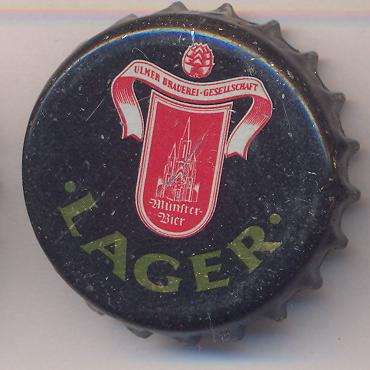 ULMER BRAUEREI-GESELLSCHAFT
Münster-
Bier
· LAGER ·